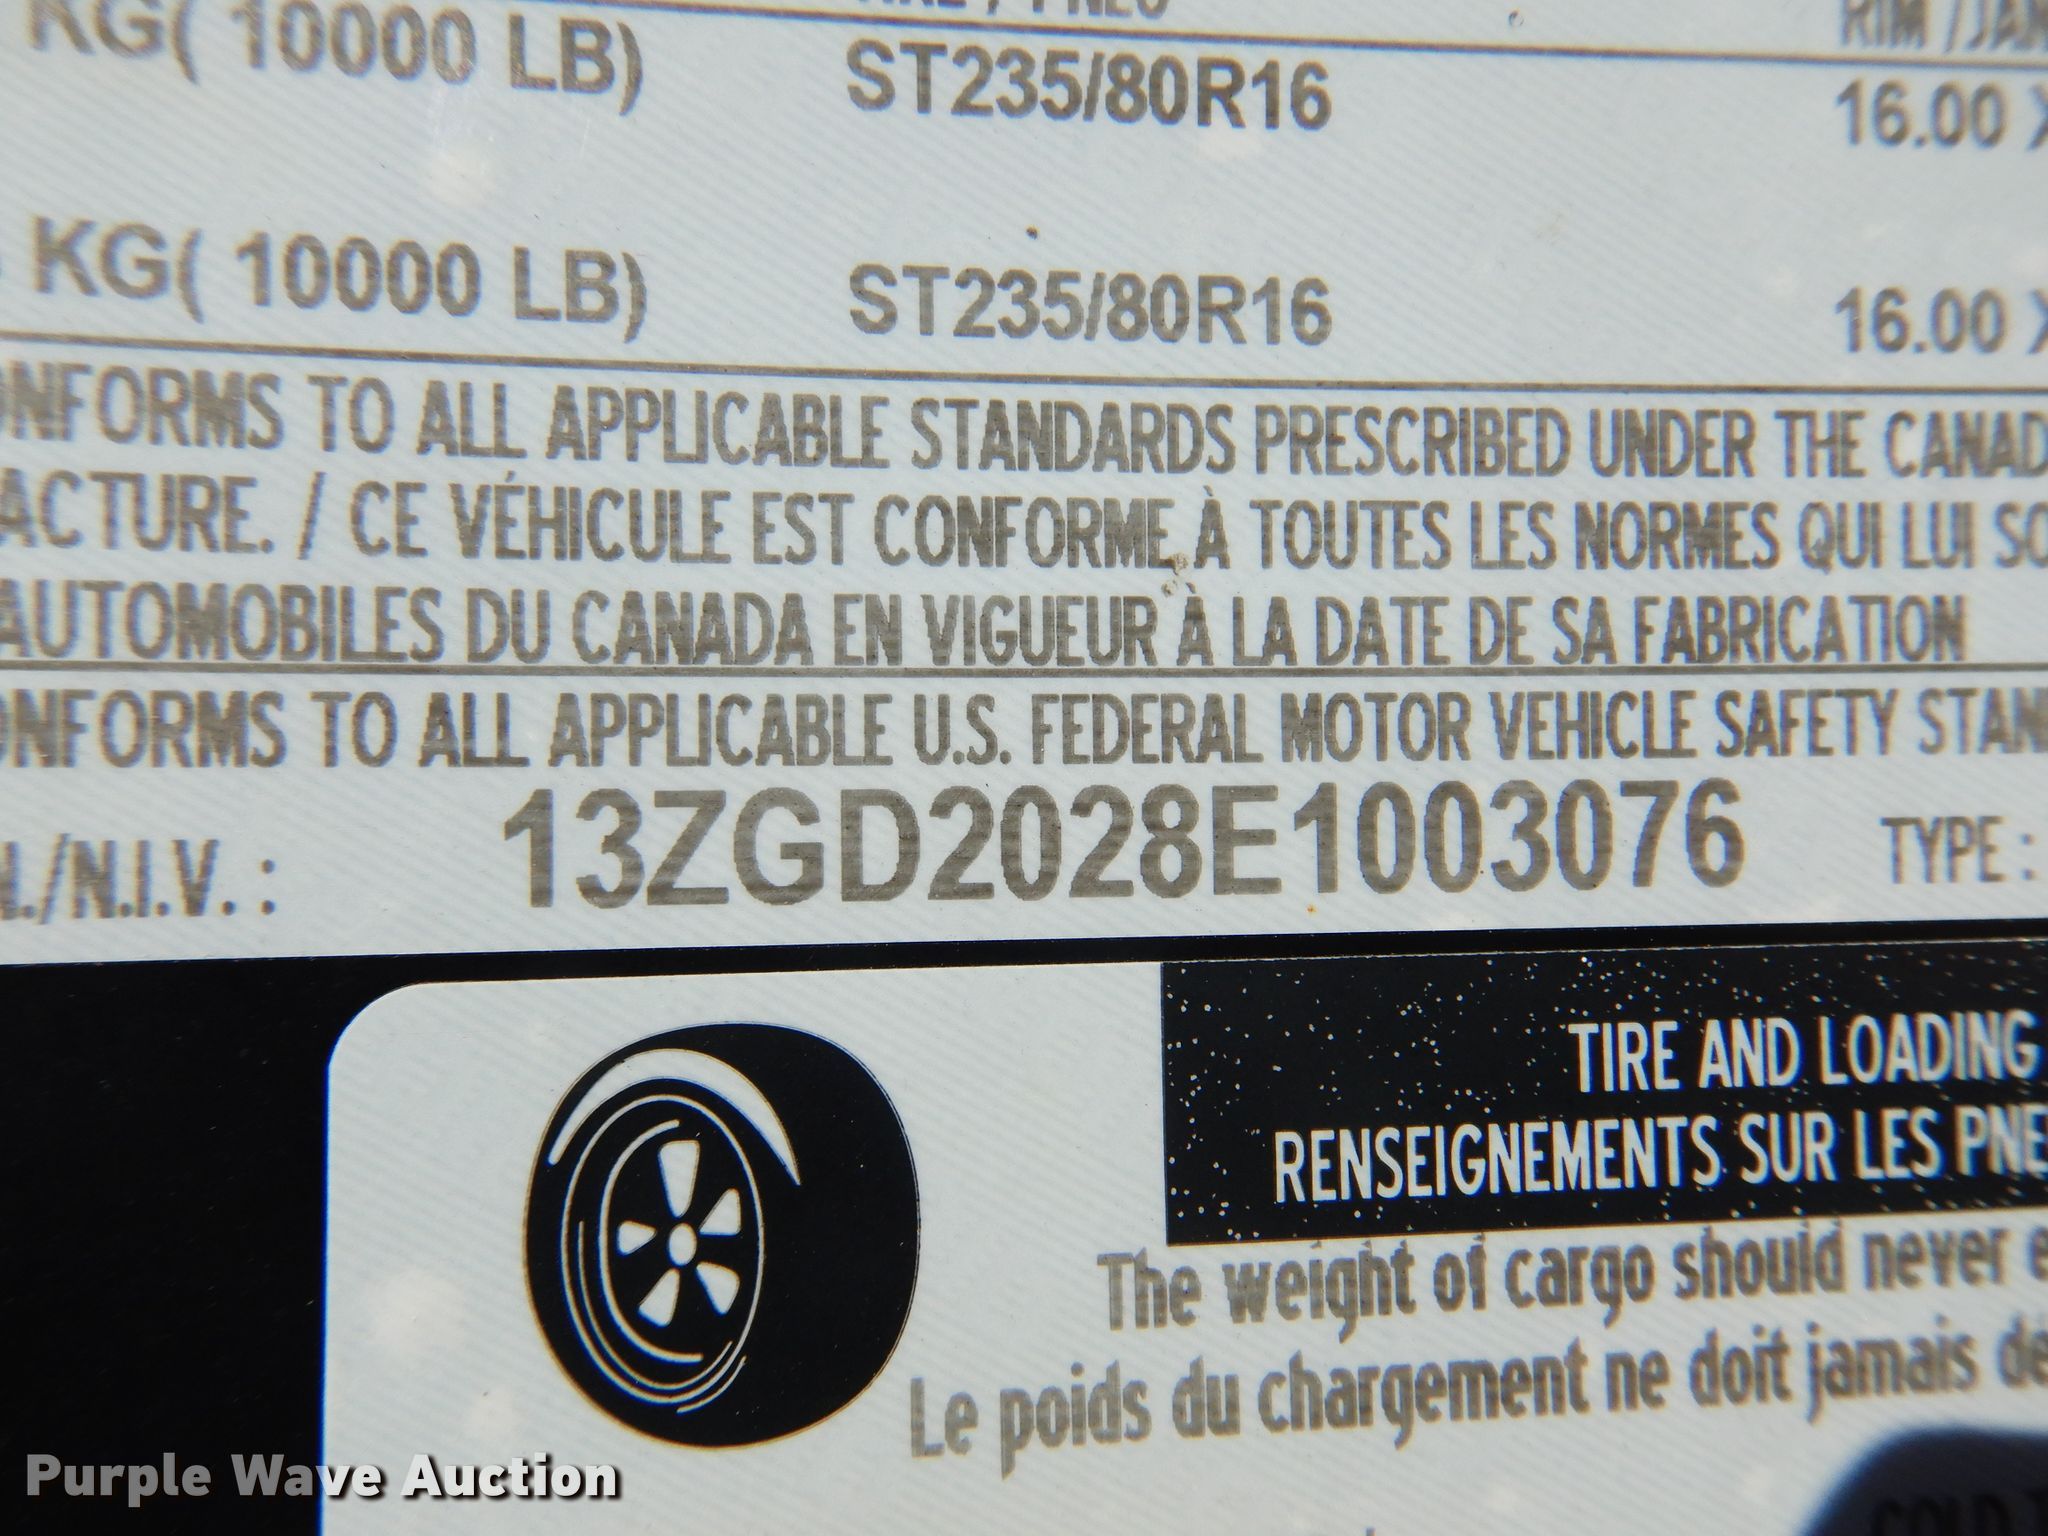 KG( 10000 LB) ST235/80R16 16.00 X
KG( 10000 LB) ST235/80R16 16.00 X
ONFORMS TO ALL APPLICABLE STANDARDS PRESCRIBED UNDER THE CANAD
ACTURE. / CE VÉHICULE EST CONFORME À TOUTES LES NORMES QUI LUI SO
AUTOMOBILES DU CANADA EN VIGUEUR À LA DATE DE SA FABRICATION
ONFORMS TO ALL APPLICABLE U.S. FEDERAL MOTOR VEHICLE SAFETY STAN
N./N.I.V. : 13ZGD2028E1003076 TYPE :
TIRE AND LOADING
RENSEIGNEMENTS SUR LES PNE
The weight of cargo should never e
Le poids du chargement ne doit jamais dé
Purple Wave Auction